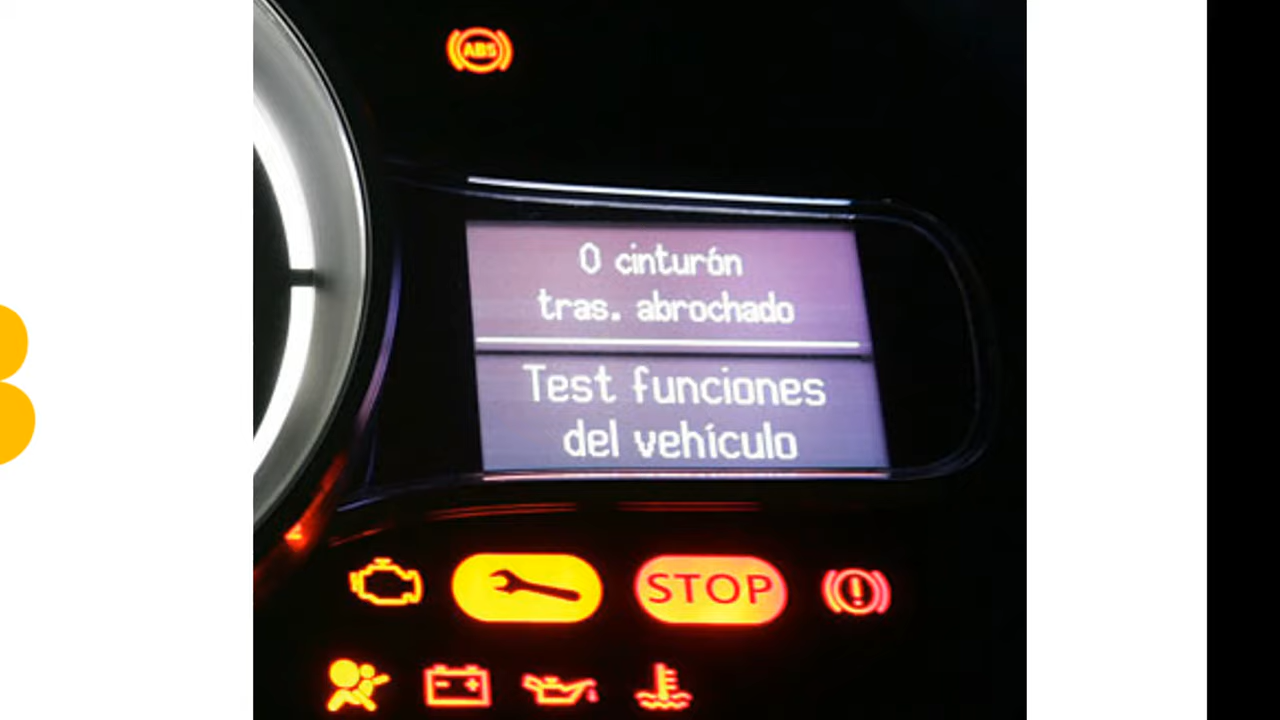 ABS
0 cinturón
tras. abrochado
Test funciones
del vehículo
STOP